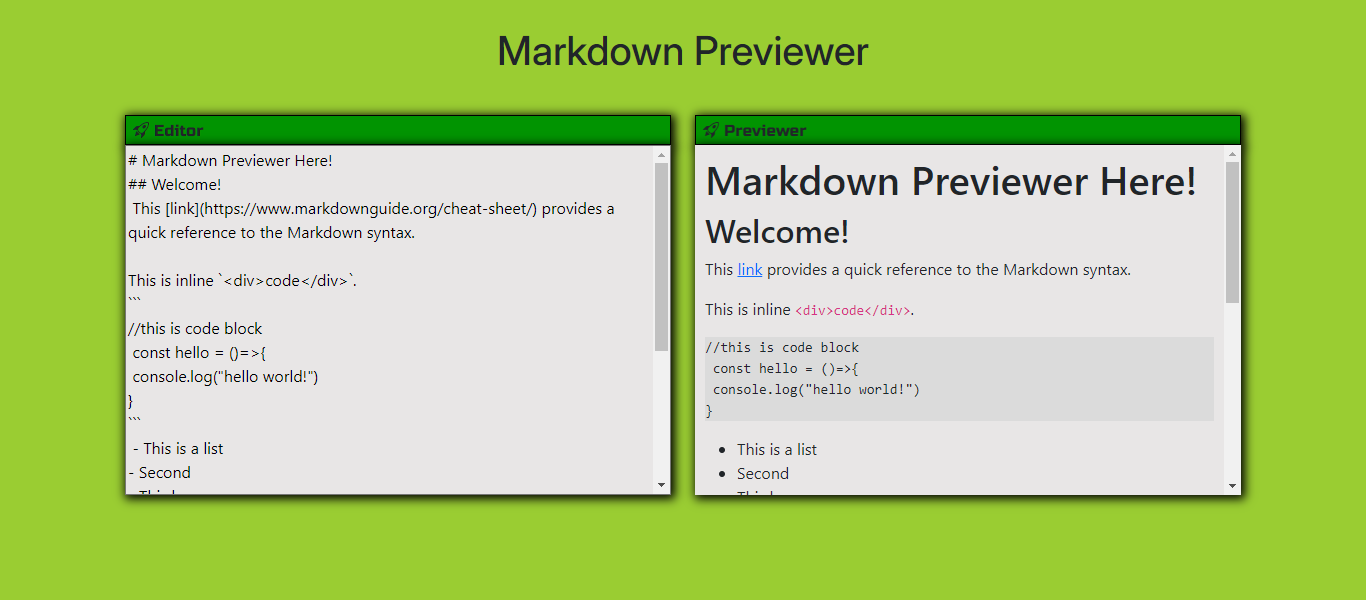 Markdown Previewer
Editor
# Markdown Previewer Here!
## Welcome!
 This [link](https://www.markdownguide.org/cheat-sheet/) provides a
quick reference to the Markdown syntax.

This is inline `<div>code</div>`.
```
//this is code block
 const hello = ()=>{
 console.log("hello world!")
}
```
 - This is a list
- Second
Previewer
Markdown Previewer Here!
Welcome!
This link provides a quick reference to the Markdown syntax.
This is inline <div>code</div>.
//this is code block
 const hello = ()=>{
 console.log("hello world!")
}
• This is a list
• Second